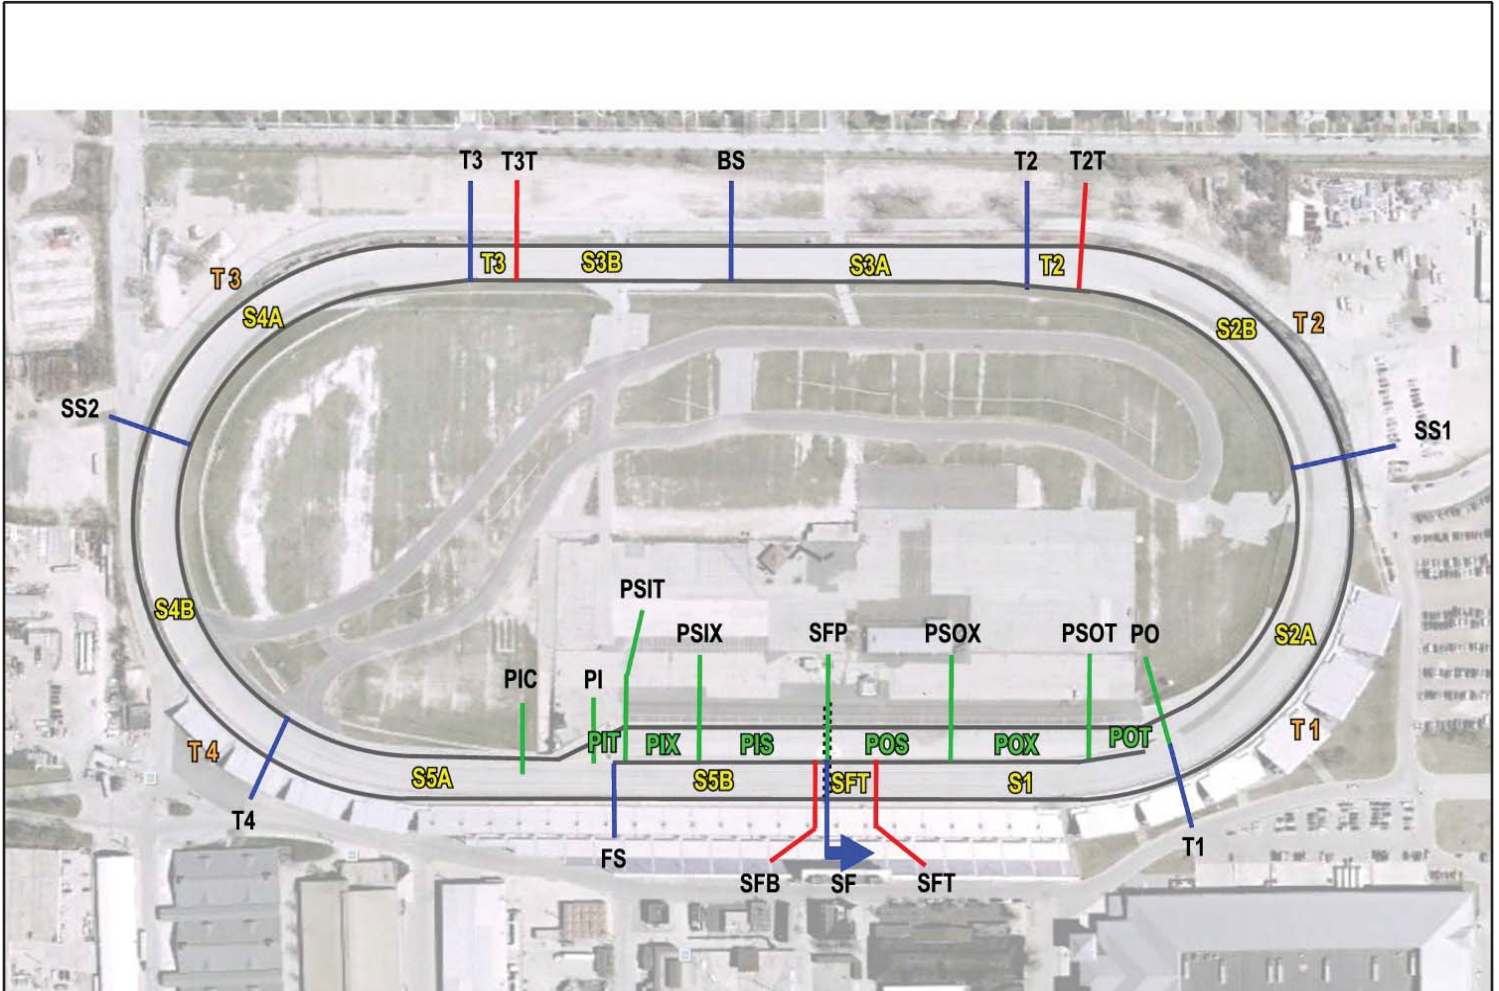 T3 T3T BS T2 T2T
T3 S3B S3A T2
T 3
S4A S2B T 2
SS2 SS1
PSIT
S4B PSIX SFP PSOX PSOT PO S2A
PIC PI
T 4 PIT PIX PIS POS POX POT T 1
S5A S5B SFT S1
T4 T1
FS
SFB SF SFT